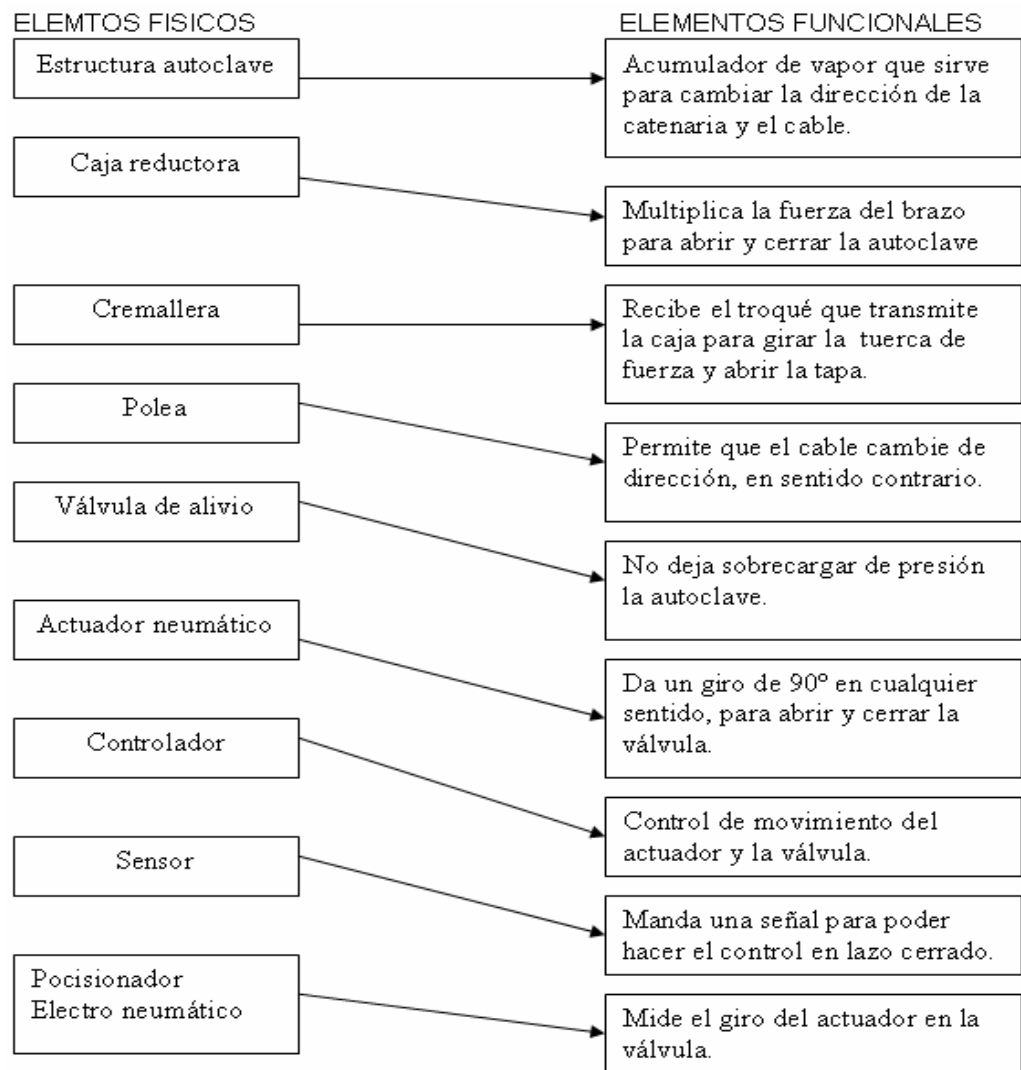 ELEMTOS FISICOS
ELEMENTOS FUNCIONALES
Estructura autoclave
Acumulador de vapor que sirve
para cambiar la dirección de la
catenaria y el cable.
Caja reductora
Multiplica la fuerza del brazo
para abrir y cerrar la autoclave
Cremallera
Recibe el troqué que transmite
la caja para girar la tuerca de
fuerza y abrir la tapa.
Polea
Permite que el cable cambie de
dirección, en sentido contrario.
Válvula de alivio
No deja sobrecargar de presión
la autoclave.
Actuador neumático
Da un giro de 90º en cualquier
sentido, para abrir y cerrar la
válvula.
Controlador
Control de movimiento del
actuador y la válvula.
Sensor
Manda una señal para poder
hacer el control en lazo cerrado.
Pocisionador
Electro neumático
Mide el giro del actuador en la
válvula.